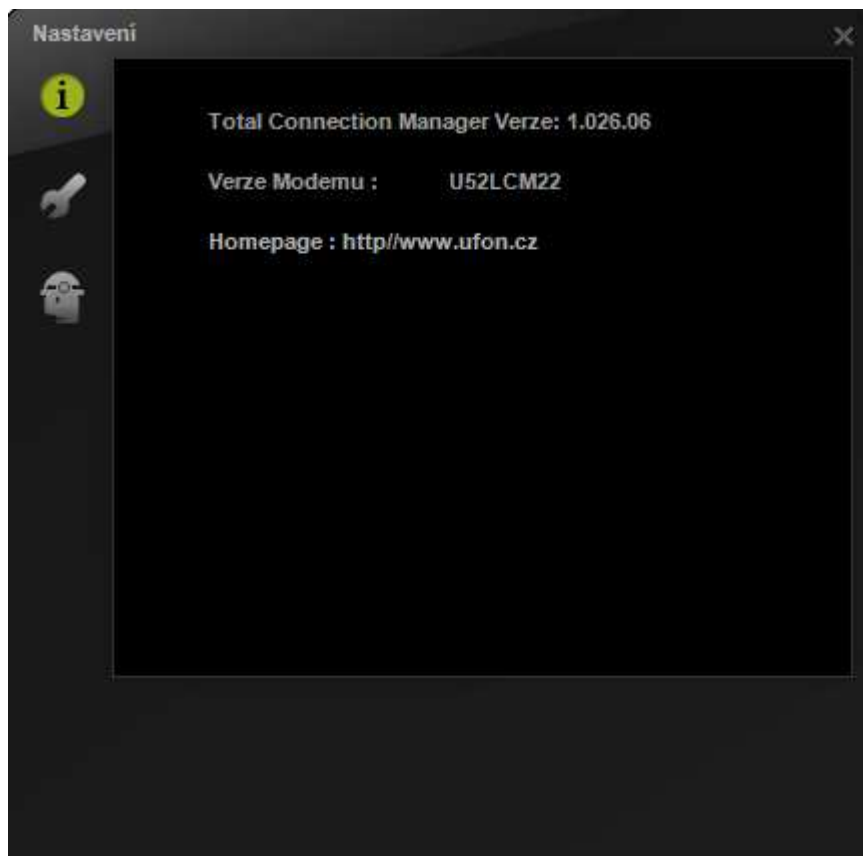 Nastavení
Total Connection Manager Verze: 1.026.06
Verze Modemu : U52LCM22
Homepage : http//www.ufon.cz